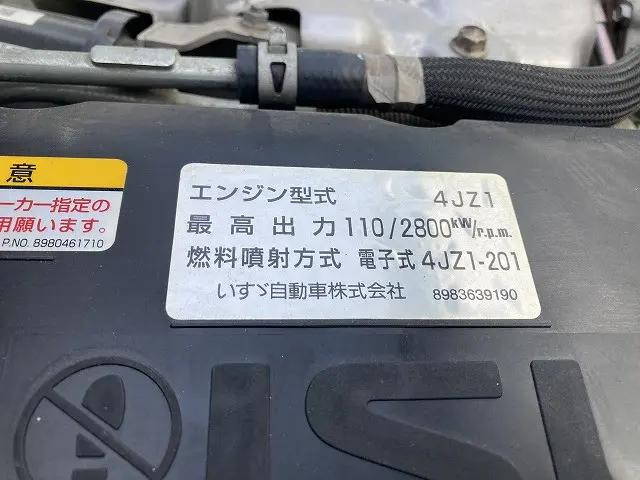 意
ーカー指定の
用願います。
P.NO. 8980461710
エンジン型式 4JZ1
最高出力 110/2800kW/r.p.m.
燃料噴射方式 電子式 4JZ1-201
いすゞ自動車株式会社 8983639190
ISU